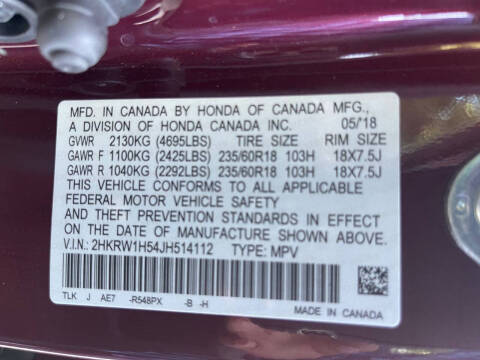 MFD. IN CANADA BY HONDA OF CANADA MFG.,
A DIVISION OF HONDA CANADA INC. 05/'18
GVWR 2130KG (4695LBS) TIRE SIZE RIM SIZE
GAWR F 1100KG (2425LBS) 235/60R18 103H 18X7.5J
GAWR R 1040KG (2292LBS) 235/60R18 103H 18X7.5J
THIS VEHICLE CONFORMS TO ALL APPLICABLE
FEDERAL MOTOR VEHICLE SAFETY
AND THEFT PREVENTION STANDARDS IN EFFECT
ON THE DATE OF MANUFACTURE SHOWN ABOVE.
V.I.N.: 2HKRW1H54JH514112 TYPE: MPV
TLK J AE7 -R548PX -B -H
MADE IN CANADA